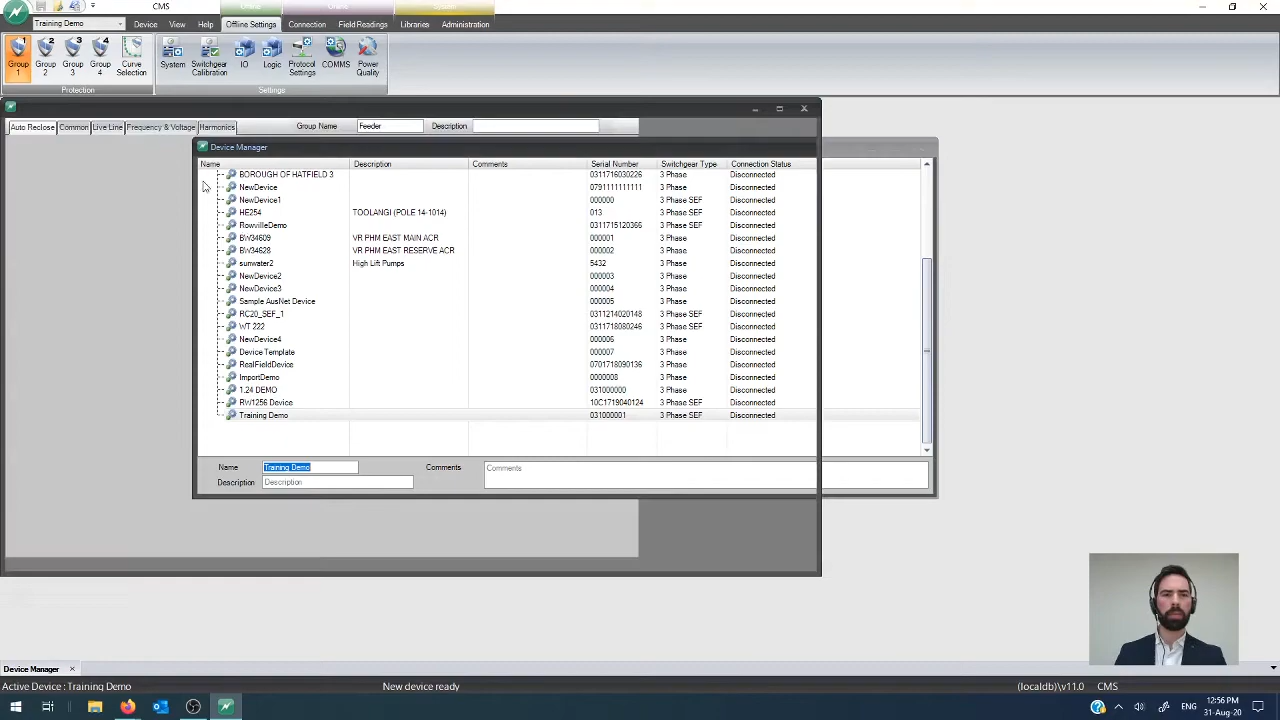 Offline
Online
System
CMS
Training Demo
Device View Help Offline Settings Connection Field Readings Libraries Administration
Group 1
Group 2
Group 3
Group 4
Curve Selection
System
Switchgear Calibration
IO
Logic
Protocol Settings
COMMS
Power Quality
Protection
Settings
Auto Reclose Common Live Line Frequency & Voltage Harmonics Group Name Feeder Description
Device Manager
Name Description Comments Serial Number Switchgear Type Connection Status
BOROUGH OF HATFIELD 3 0311716030226 3 Phase Disconnected
NewDevice 0791111111111 3 Phase Disconnected
NewDevice1 000000 3 Phase SEF Disconnected
HE254 TOOLANGI (POLE 14-1014) 013 3 Phase SEF Disconnected
RowvilleDemo 0311715120366 3 Phase SEF Disconnected
BW34609 VR PHM EAST MAIN ACR 000001 3 Phase Disconnected
BW34628 VR PHM EAST RESERVE ACR 000002 3 Phase Disconnected
sunwater2 High Lift Pumps 5432 3 Phase Disconnected
NewDevice2 000003 3 Phase Disconnected
NewDevice3 000004 3 Phase Disconnected
Sample AusNet Device 000005 3 Phase SEF Disconnected
RC20_SEF_1 0311214020148 3 Phase SEF Disconnected
WT 222 0311718080246 3 Phase SEF Disconnected
NewDevice4 000006 3 Phase Disconnected
Device Template 000007 3 Phase Disconnected
RealFieldDevice 0701718090136 3 Phase Disconnected
ImportDemo 0000008 3 Phase Disconnected
1.24 DEMO 031000000 3 Phase Disconnected
RW1256 Device 10C1719040124 3 Phase SEF Disconnected
Training Demo 031000001 3 Phase SEF Disconnected
Name Training Demo Comments Comments
Description Description
Device Manager
Active Device : Training Demo New device ready (localdb)\v11.0 CMS
ENG
12:56 PM
31-Aug-20